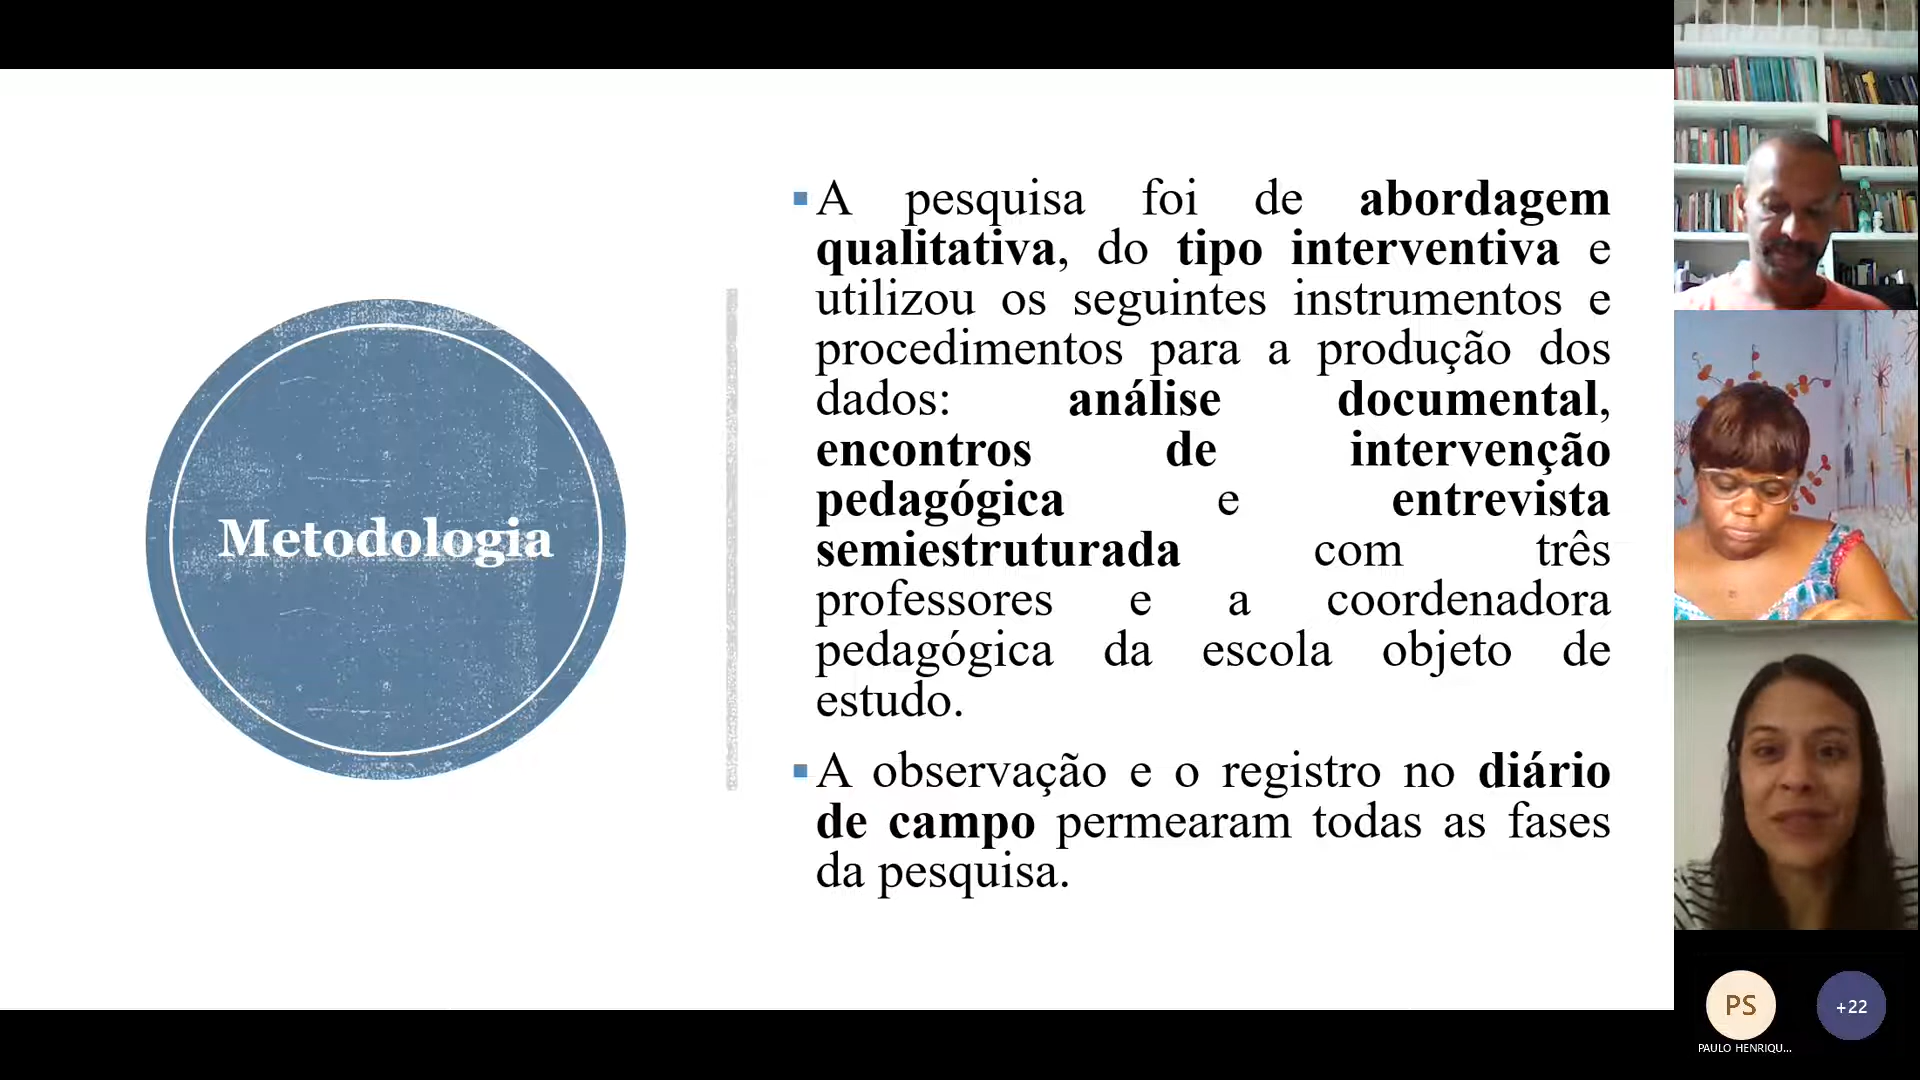 Metodologia
A pesquisa foi de abordagem
qualitativa, do tipo interventiva e
utilizou os seguintes instrumentos e
procedimentos para a produção dos
dados: análise documental,
encontros de intervenção
pedagógica e entrevista
semiestruturada com três
professores e a coordenadora
pedagógica da escola objeto de
estudo.
A observação e o registro no diário
de campo permearam todas as fases
da pesquisa.
PS
+22
PAULO HENRIQU...